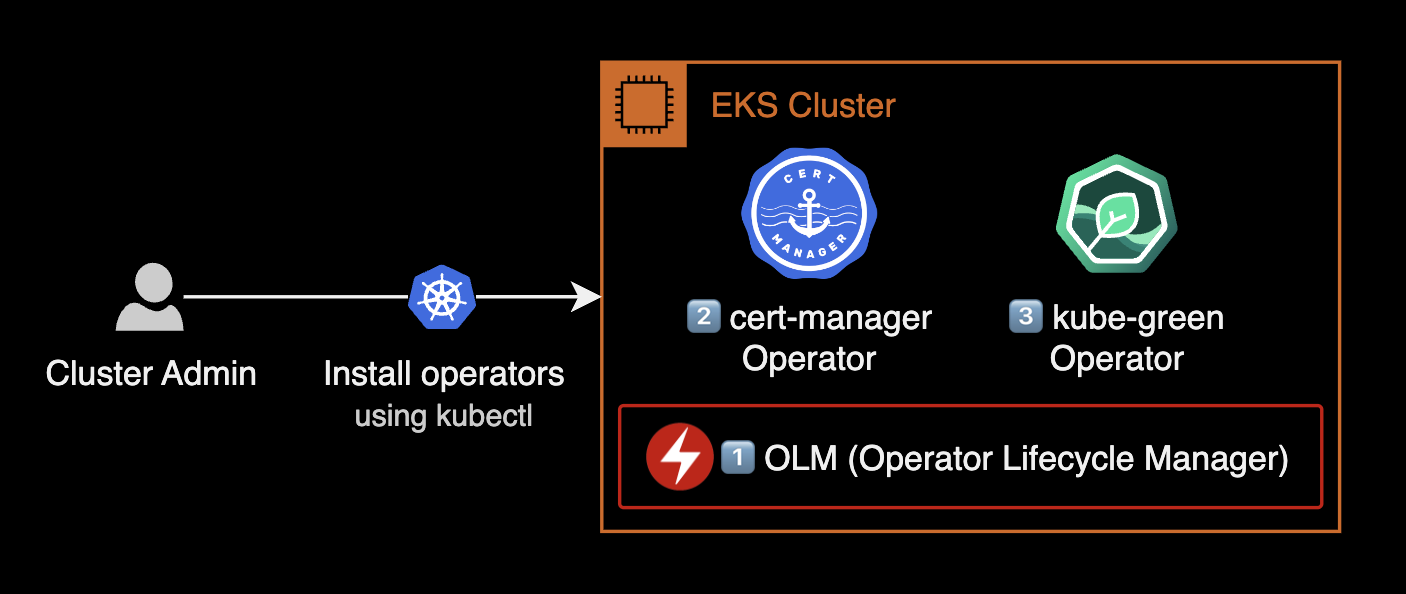 EKS Cluster
CERT
MANAGER
2 cert-manager
Operator
3 kube-green
Operator
Cluster Admin
Install operators
using kubectl
1 OLM (Operator Lifecycle Manager)